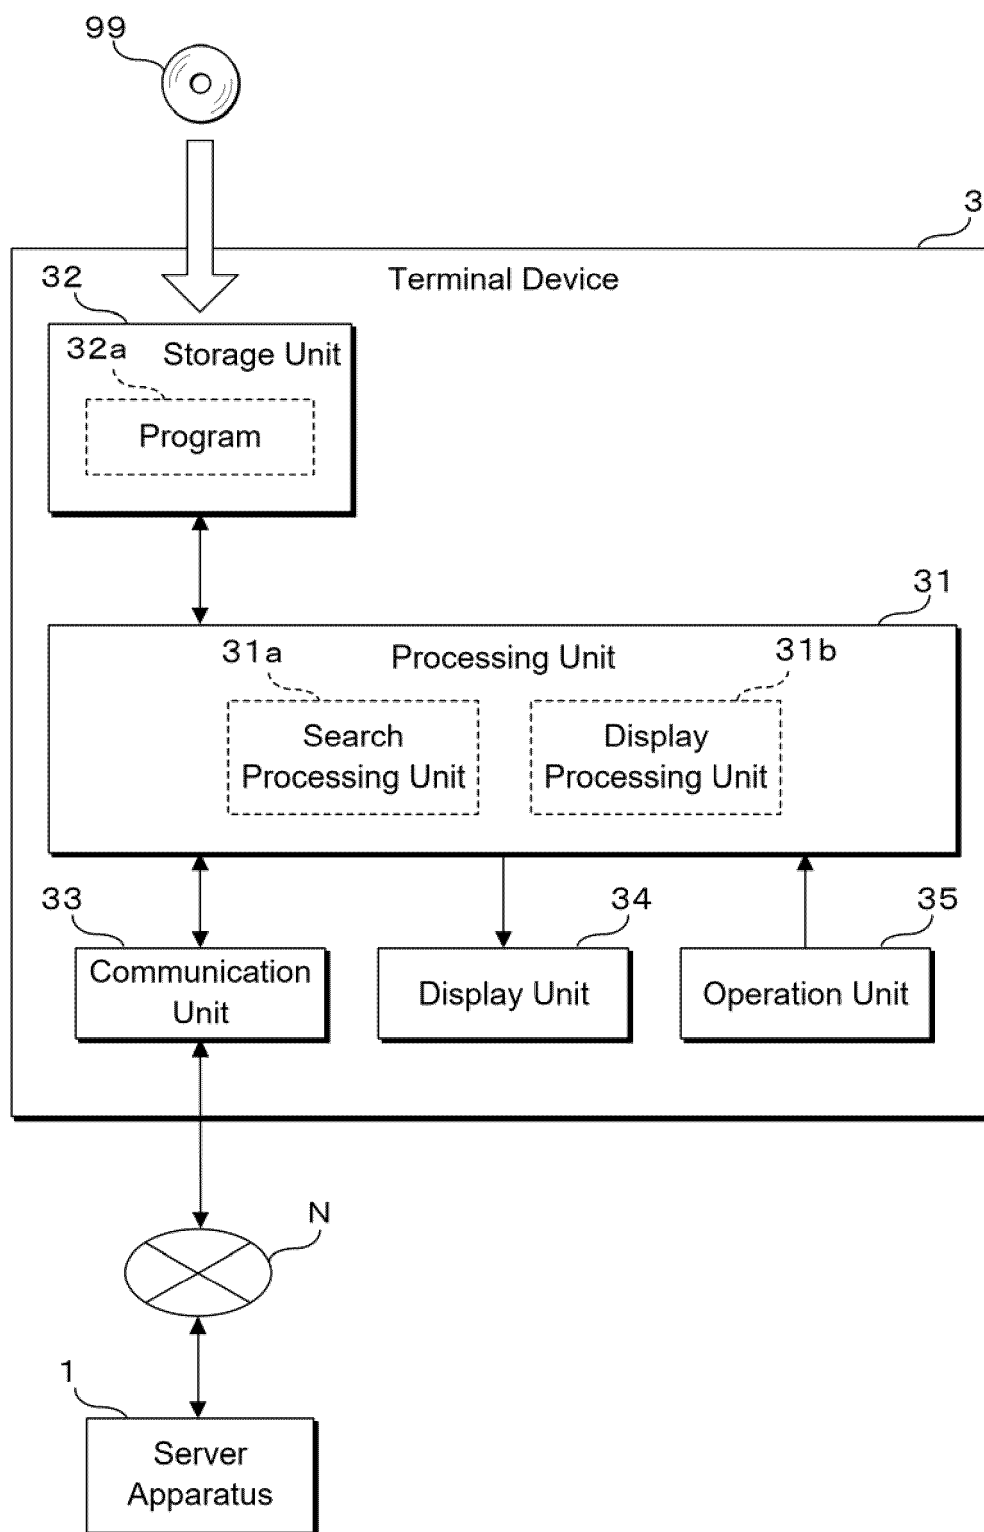 99
3
Terminal Device
32
32a
Storage Unit
Program
31
Processing Unit
31a
31b
Search
Processing Unit
Display
Processing Unit
33
34
35
Communication
Unit
Display Unit
Operation Unit
N
1
Server
Apparatus